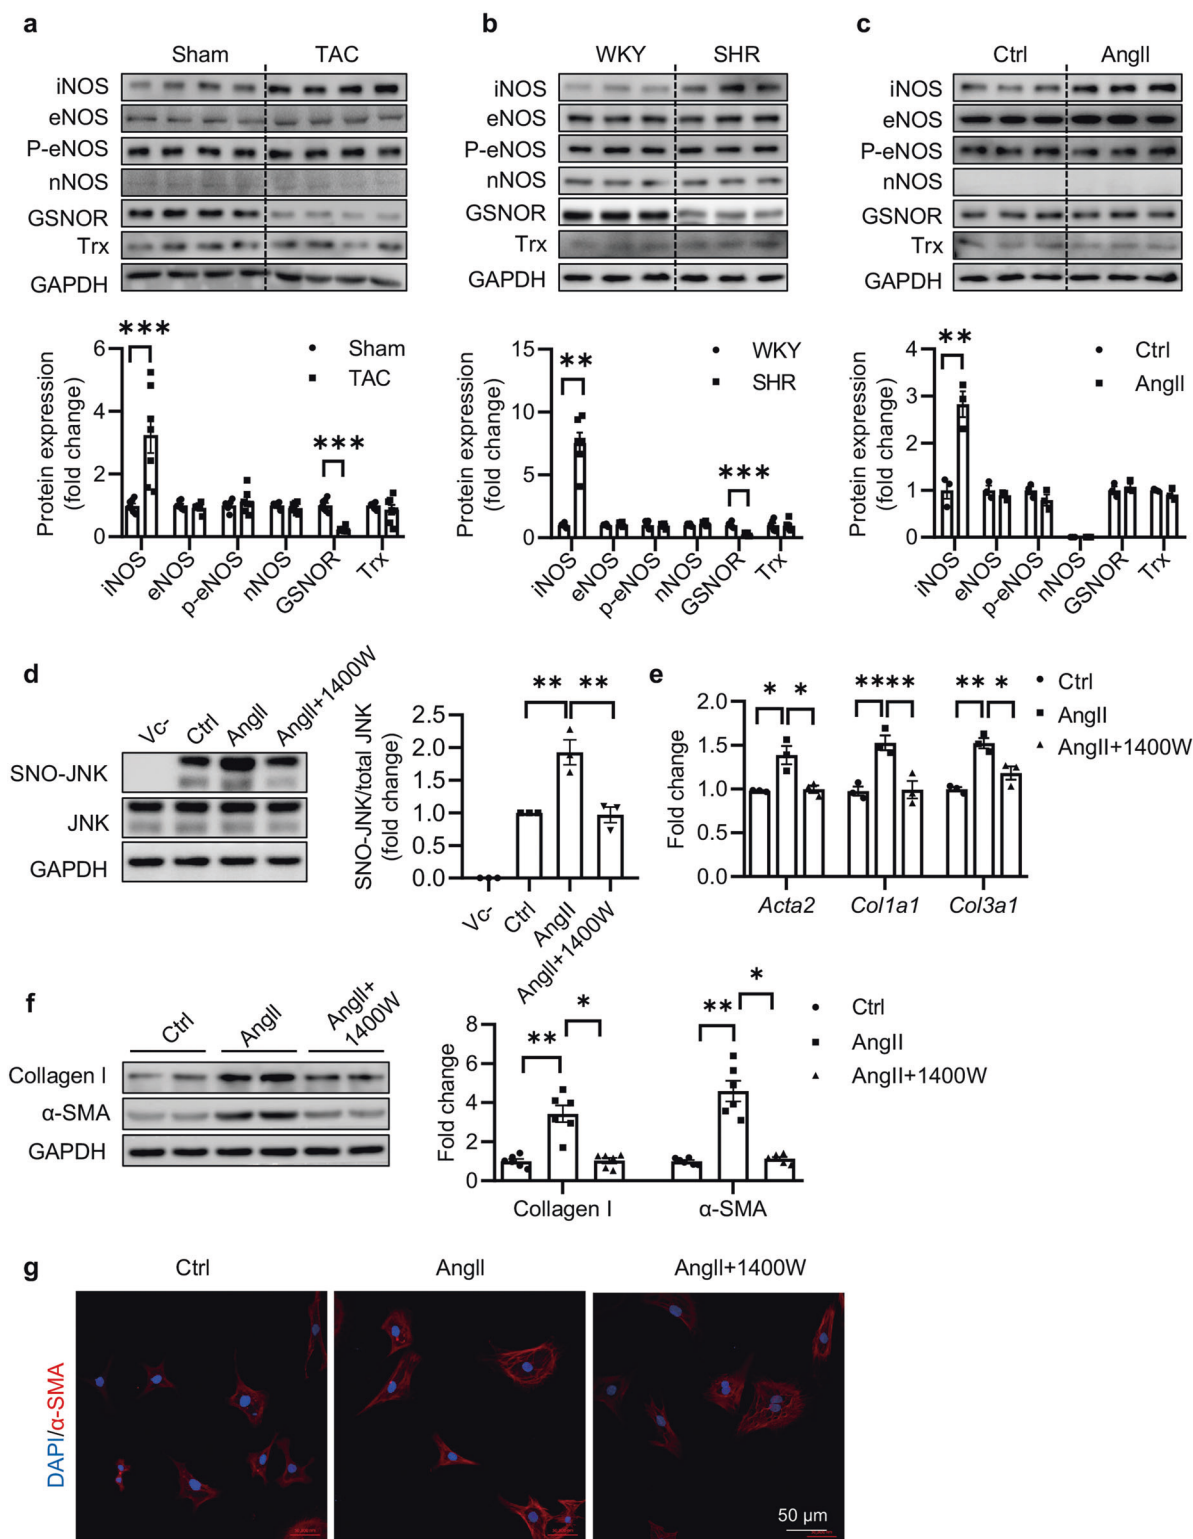 a
Sham TAC
iNOS
eNOS
P-eNOS
nNOS
GSNOR
Trx
GAPDH
Protein expression
(fold change)
6
4
2
0
***
***
Sham
TAC
iNOS
eNOS
p-eNOS
nNOS
GSNOR
Trx
b
WKY SHR
iNOS
eNOS
P-eNOS
nNOS
GSNOR
Trx
GAPDH
Protein expression
(fold change)
15
10
5
0
**
***
WKY
SHR
iNOS
eNOS
p-eNOS
nNOS
GSNOR
Trx
c
Ctrl AngII
iNOS
eNOS
P-eNOS
nNOS
GSNOR
Trx
GAPDH
Protein expression
(fold change)
4
3
2
1
0
**
Ctrl
AngII
iNOS
eNOS
p-eNOS
nNOS
GSNOR
Trx
d
Vc-
Ctrl
AngII
AngII+1400W
SNO-JNK
JNK
GAPDH
SNO-JNK/total JNK
(fold change)
2.5
2.0
1.5
1.0
0.5
0.0
** **
Vc-
Ctrl
AngII
AngII+1400W
e
Fold change
2.0
1.5
1.0
0.5
0.0
* * **** ** *
Ctrl
AngII
AngII+1400W
Acta2 Col1a1 Col3a1
f
Ctrl
AngII
AngII+
1400W
Collagen I
α-SMA
GAPDH
Fold change
8
6
4
2
0
** *
** *
Ctrl
AngII
AngII+1400W
Collagen I α-SMA
g
Ctrl AngII AngII+1400W
DAPI/α-SMA
50 μm